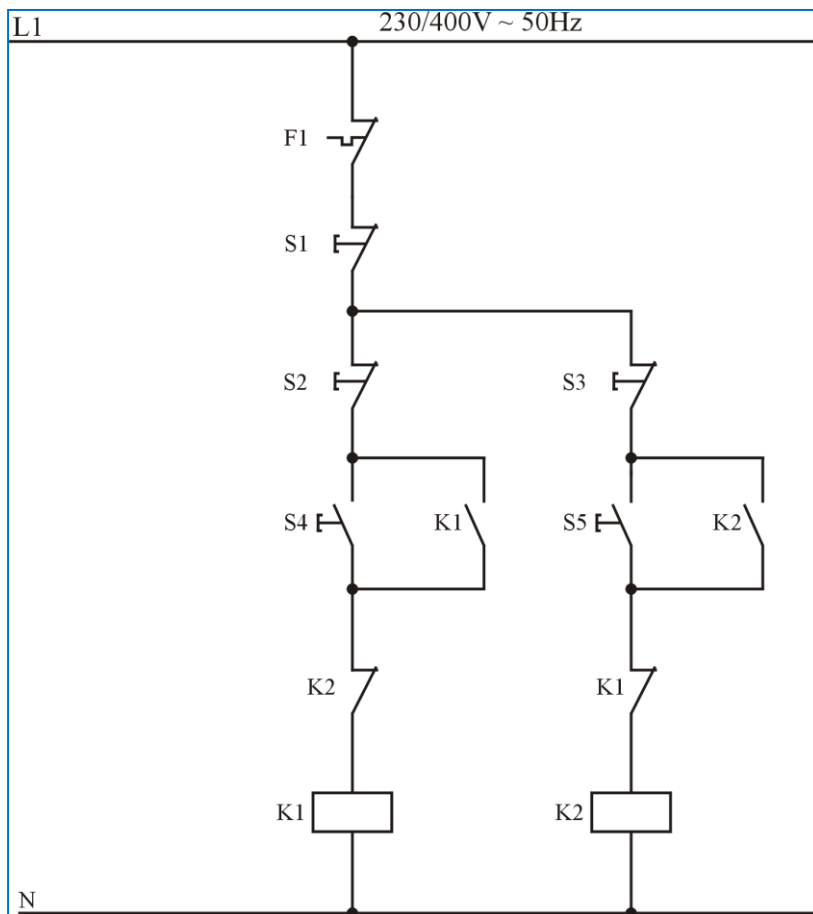 L1 230/400V ~ 50Hz
F1
S1
S2 S3
S4 K1 S5 K2
K2 K1
K1 K2
N